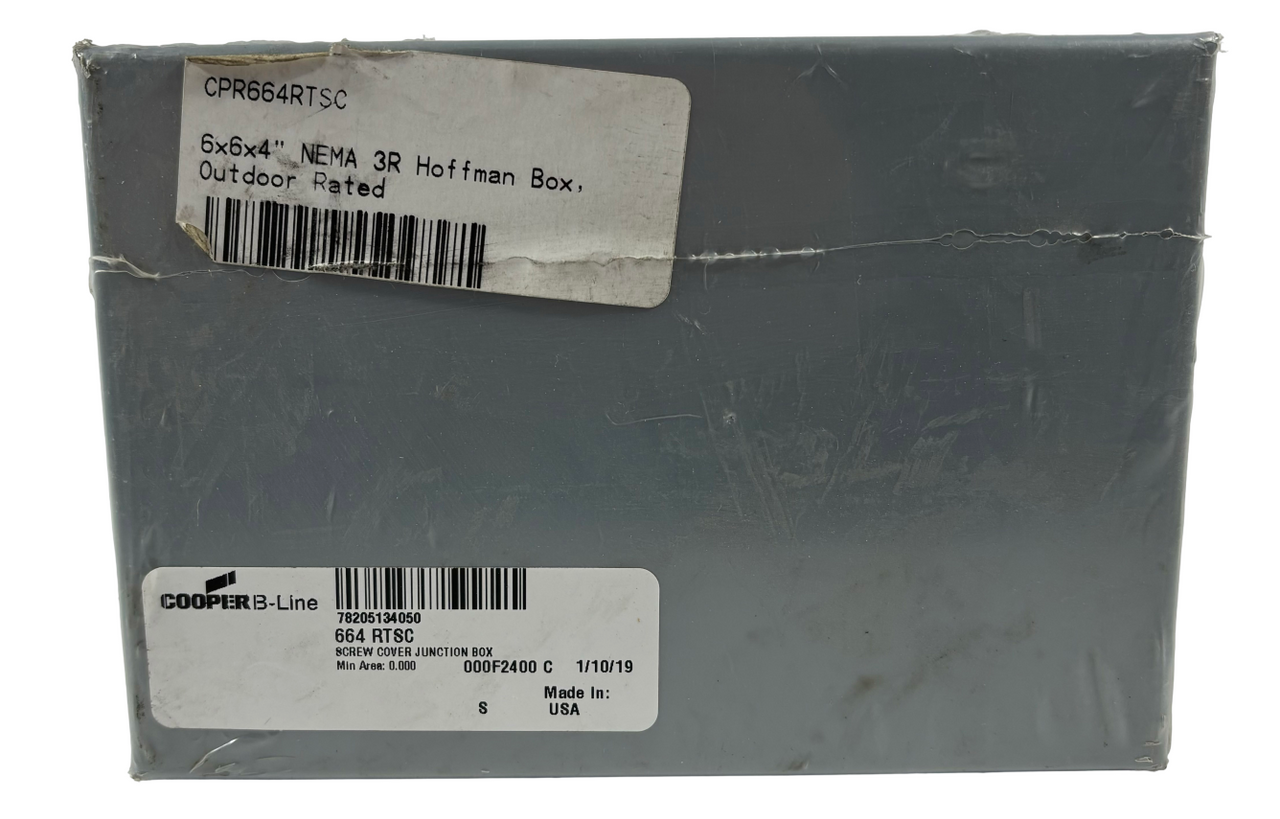 CPR664RTSC
6x6x4" NEMA 3R Hoffman Box,
Outdoor Rated
COOPER B-Line
78205134050
664 RTSC
SCREW COVER JUNCTION BOX
Min Area: 0.000 000F2400 C 1/10/19
Made In:
S USA